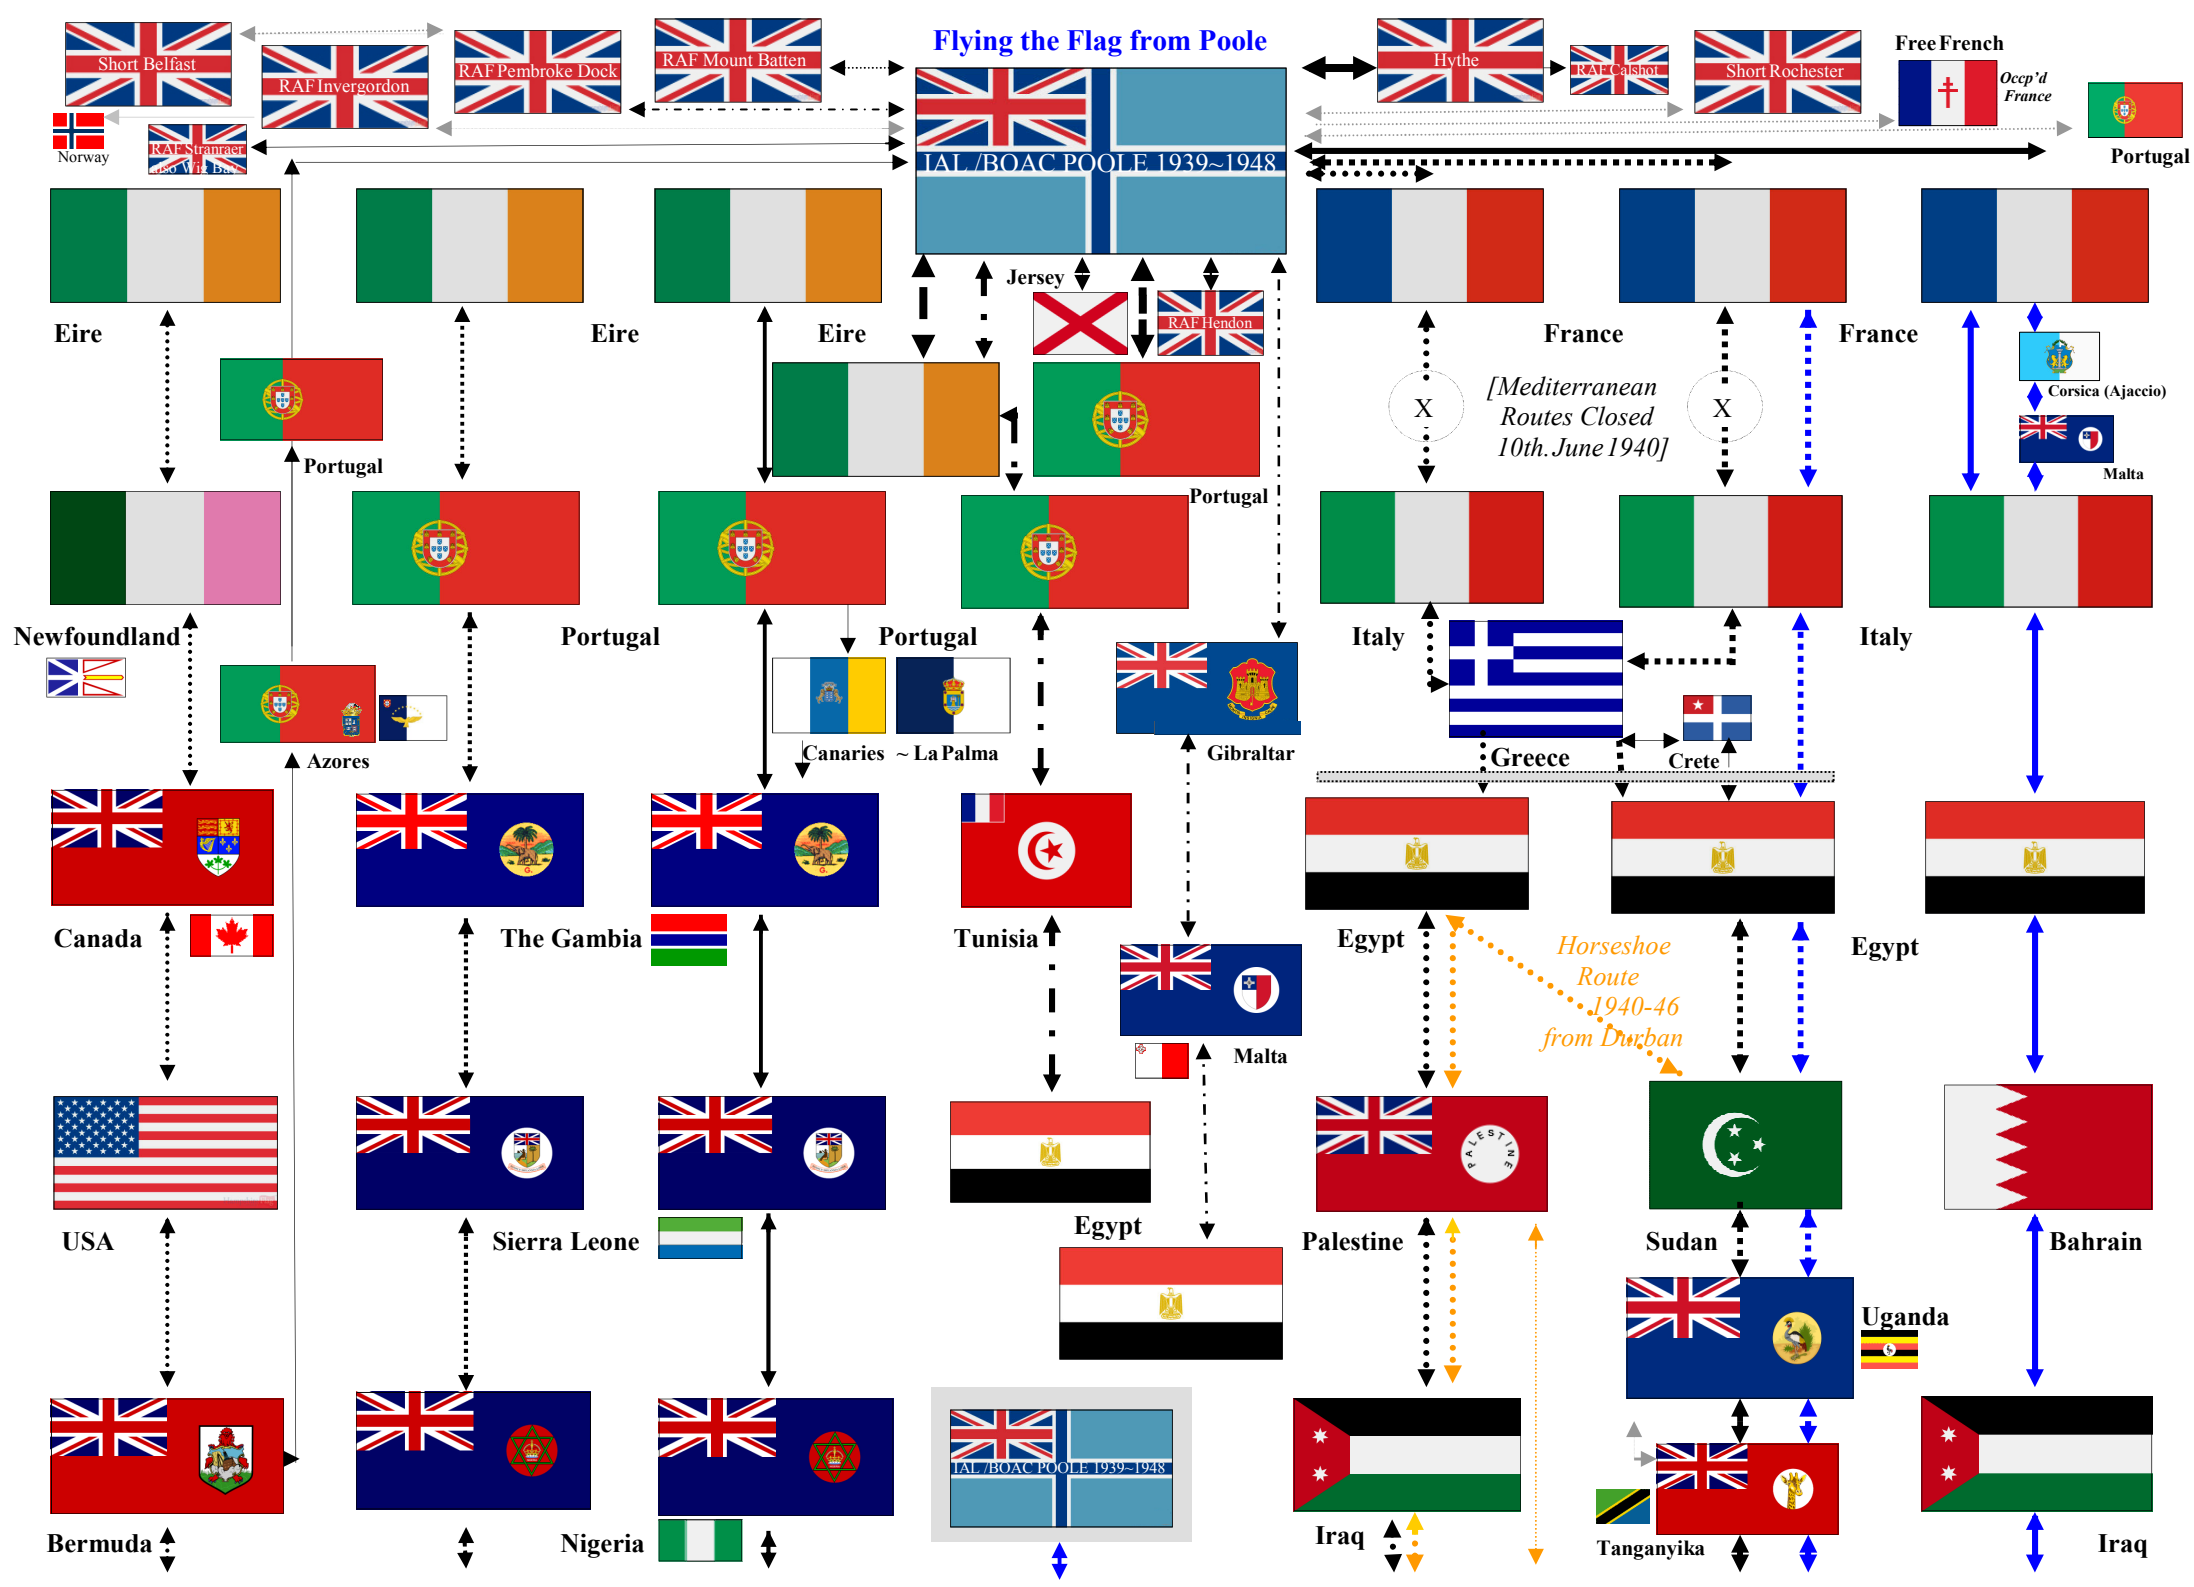 Flying the Flag from Poole
Short Belfast
RAF Invergordon
RAF Pembroke Dock
RAF Mount Batten
Hythe
RAF Calshot
Short Rochester
Free French
Occp'd
France
Portugal
Norway
RAF Stranraer
also Wig Bay
IAL /BOAC POOLE 1939~1948
Jersey
RAF Hendon
Eire
Eire
Eire
France
France
Corsica (Ajaccio)
Malta
X
X
[Mediterranean
Routes Closed
10th. June 1940]
Portugal
Portugal
Newfoundland
Portugal
Portugal
Italy
Italy
Azores
Canaries ~ La Palma
Gibraltar
Greece
Crete
G.
G.
Canada
The Gambia
Tunisia
Egypt
Egypt
Horseshoe
Route
1940-46
from Durban
Malta
PALESTINE
USA
Sierra Leone
Egypt
Palestine
Sudan
Bahrain
Uganda
IAL /BOAC POOLE 1939~1948
Bermuda
Nigeria
Iraq
Tanganyika
Iraq